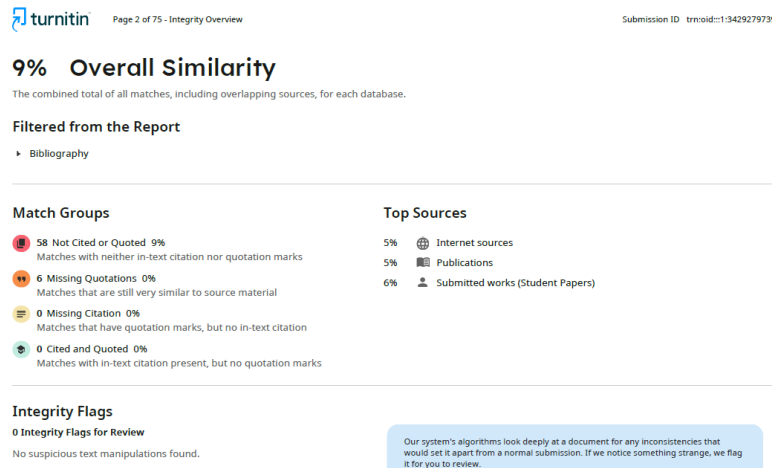 turnitin
Page 2 of 75 - Integrity Overview
Submission ID trn:oid:::1:3429279739
9% Overall Similarity
The combined total of all matches, including overlapping sources, for each database.
Filtered from the Report
Bibliography
Match Groups
58 Not Cited or Quoted 9%
Matches with neither in-text citation nor quotation marks
6 Missing Quotations 0%
Matches that are still very similar to source material
0 Missing Citation 0%
Matches that have quotation marks, but no in-text citation
0 Cited and Quoted 0%
Matches with in-text citation present, but no quotation marks
Top Sources
5% Internet sources
5% Publications
6% Submitted works (Student Papers)
Integrity Flags
0 Integrity Flags for Review
No suspicious text manipulations found.
Our system's algorithms look deeply at a document for any inconsistencies that
would set it apart from a normal submission. If we notice something strange, we flag
it for you to review.